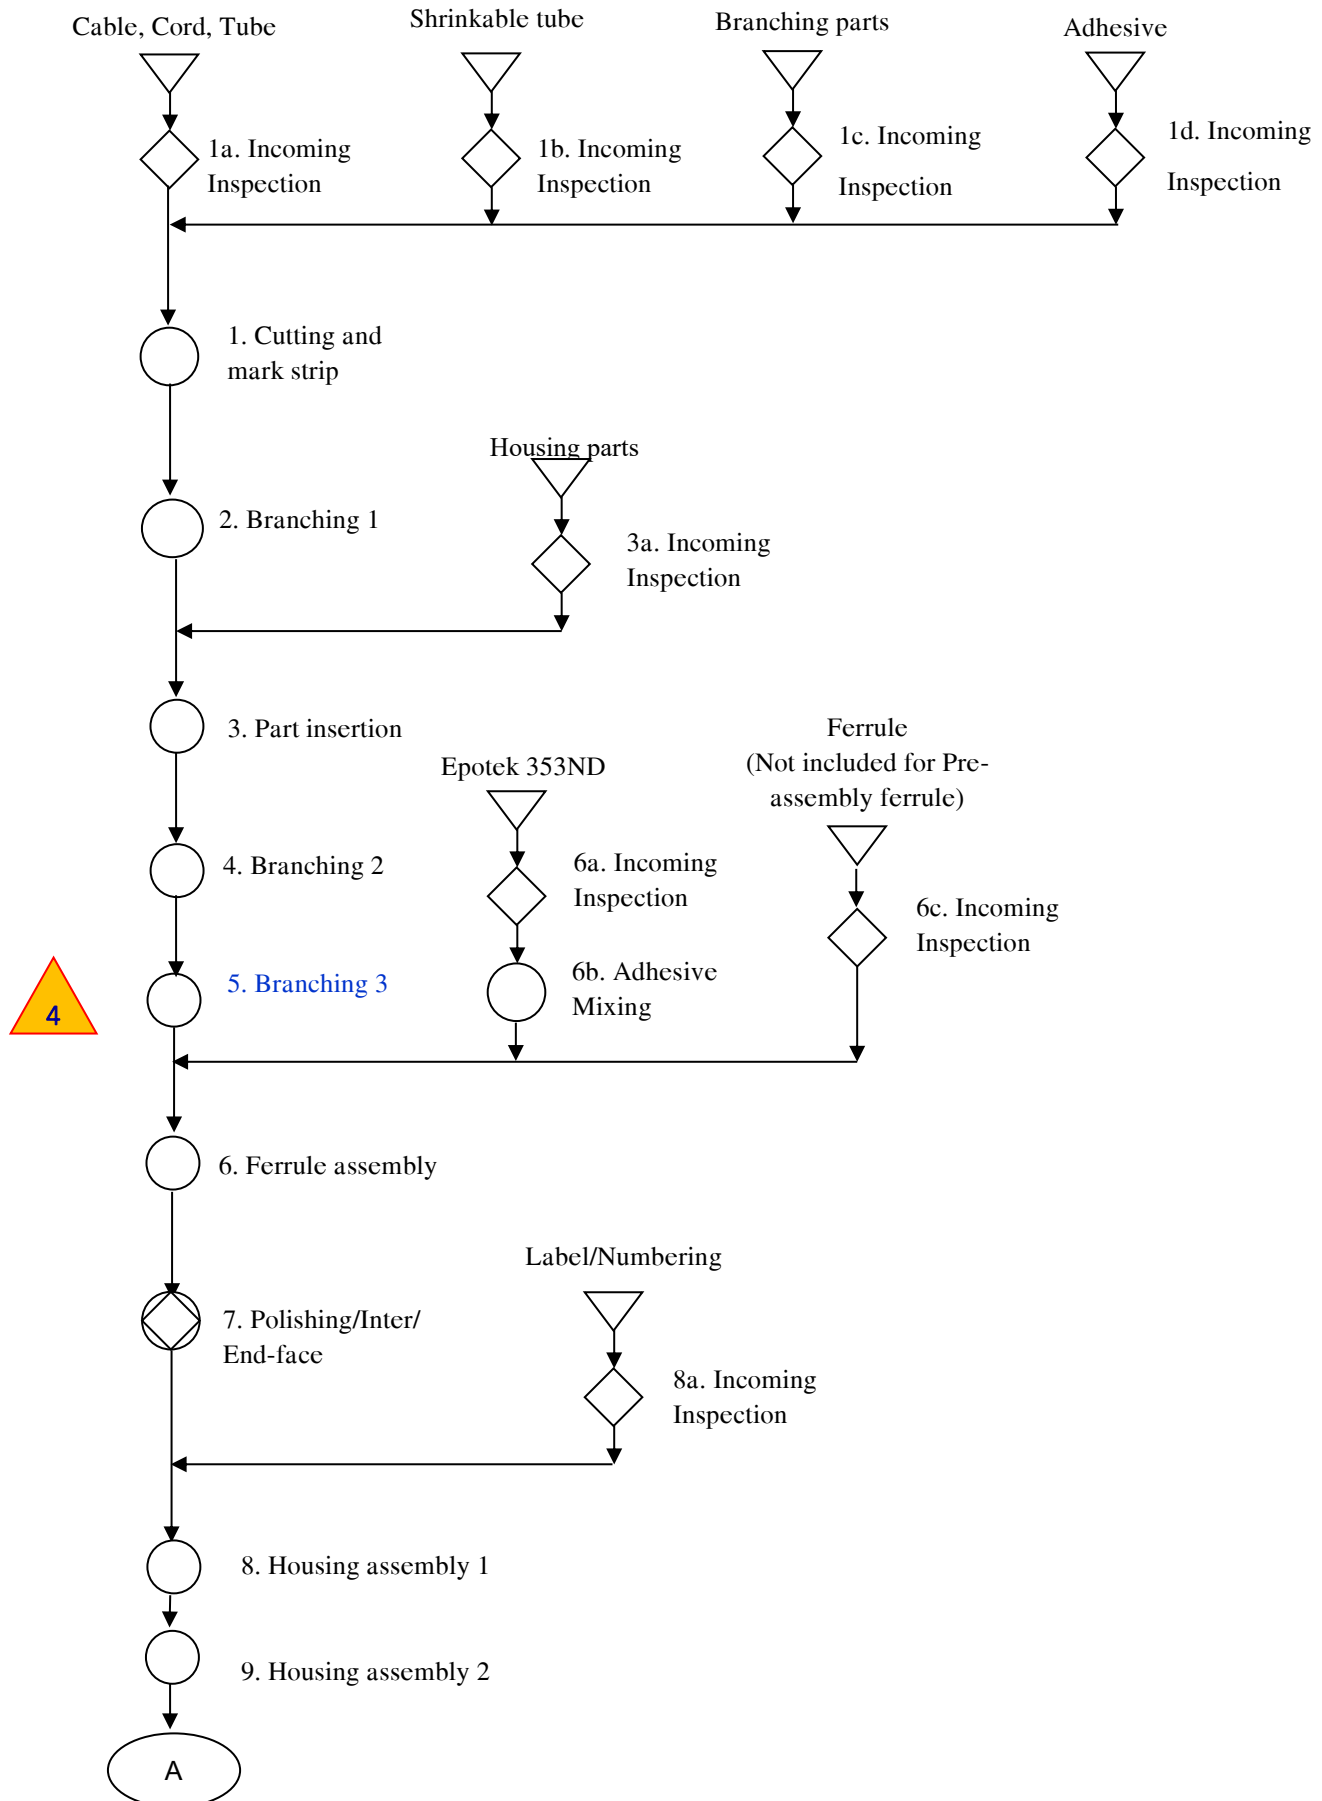 Cable, Cord, Tube
Shrinkable tube
Branching parts
Adhesive
1a. Incoming
Inspection
1b. Incoming
Inspection
1c. Incoming
Inspection
1d. Incoming
Inspection
1. Cutting and
mark strip
Housing parts
2. Branching 1
3a. Incoming
Inspection
3. Part insertion
Epotek 353ND
Ferrule
(Not included for Pre-
assembly ferrule)
4. Branching 2
6a. Incoming
Inspection
6c. Incoming
Inspection
4
5. Branching 3
6b. Adhesive
Mixing
6. Ferrule assembly
Label/Numbering
7. Polishing/Inter/
End-face
8a. Incoming
Inspection
8. Housing assembly 1
9. Housing assembly 2
A